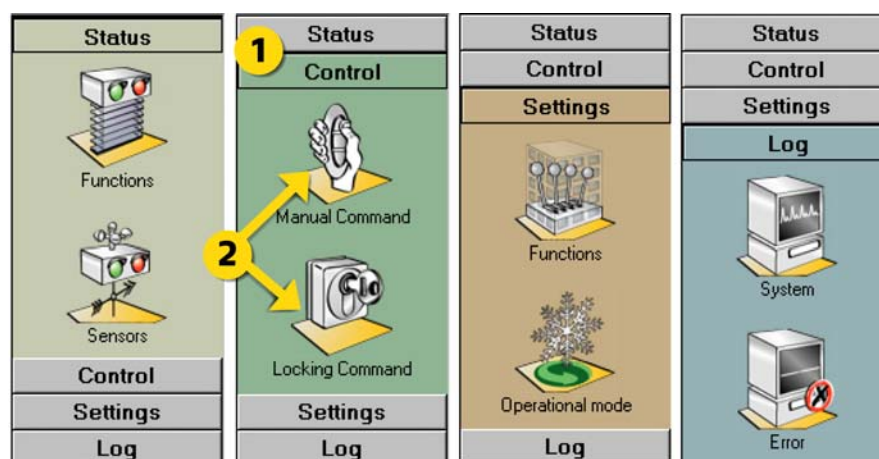 Status
Functions
Sensors
Control
Settings
Log
1
Status
Control
Manual Command
2
Locking Command
Settings
Log
Status
Control
Settings
Functions
Operational mode
Log
Status
Control
Settings
Log
System
Error